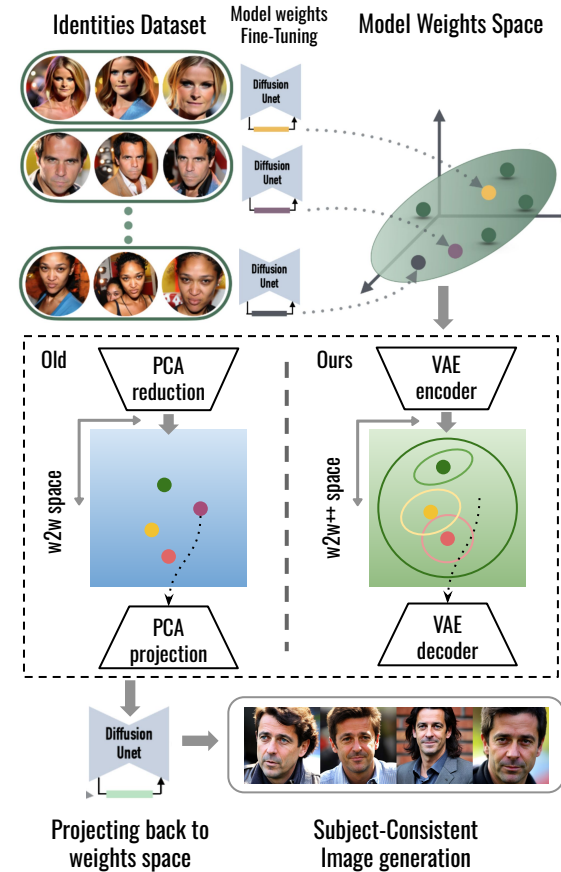 Identities Dataset
Model weights
Fine-Tuning
Model Weights Space
Diffusion
Unet
Diffusion
Unet
Diffusion
Unet
Old
PCA
reduction
Ours
VAE
encoder
w2w space
w2w++ space
PCA
projection
VAE
decoder
Diffusion
Unet
Projecting back to
weights space
Subject-Consistent
Image generation